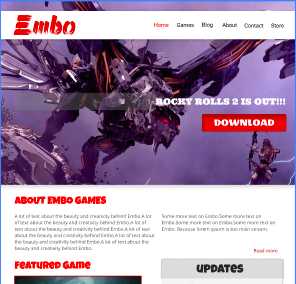 Embo
Home Games Blog About Contact Store
ROCKY ROLLS 2 IS OUT!!!
DOWNLOAD
ABOUT EMBO GAMES
A lot of text about the beauty and creativity behind Embo.A lot
of text about the beauty and creativity behind Embo.A lot of
text about the beauty and creativity behind Embo.A lot of text
about the beauty and creativity behind Embo.A lot of text about
the beauty and creativity behind Embo.A lot of text about the
beauty and creativity behind Embo.
Some more text on Embo.Some more text on
Embo.Some more text on Embo.Some more text on
Embo. Because lorem ipsum is too main stream.
Read more
Featured Game
UPDATES